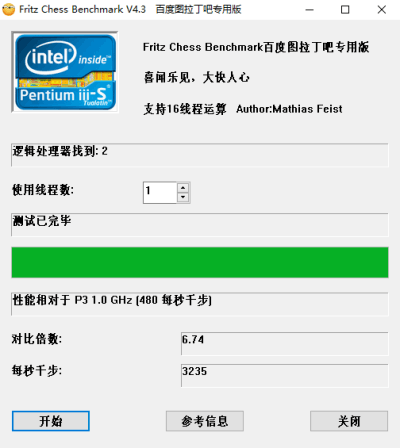 Fritz Chess Benchmark V4.3 百度图拉丁吧专用版
intel inside™
Pentium iii-S
Tualatin
Fritz Chess Benchmark百度图拉丁吧专用版
喜闻乐见，大快人心
支持16线程运算 Author:Mathias Feist
逻辑处理器找到: 2
使用线程数: 1
测试已完毕
性能相对于 P3 1.0 GHz (480 每秒千步)
对比倍数: 6.74
每秒千步: 3235
开始 参考信息 关闭